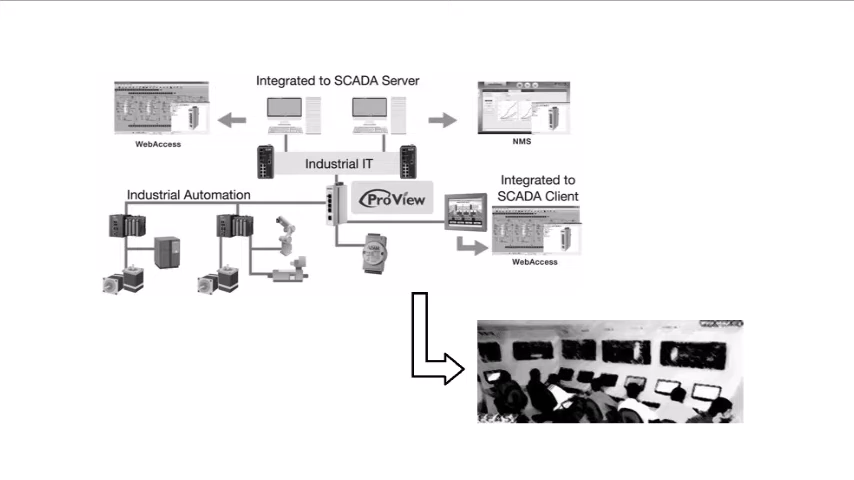 Integrated to SCADA Server
WebAccess
NMS
Industrial IT
ProView
Industrial Automation
Integrated to
SCADA Client
WebAccess